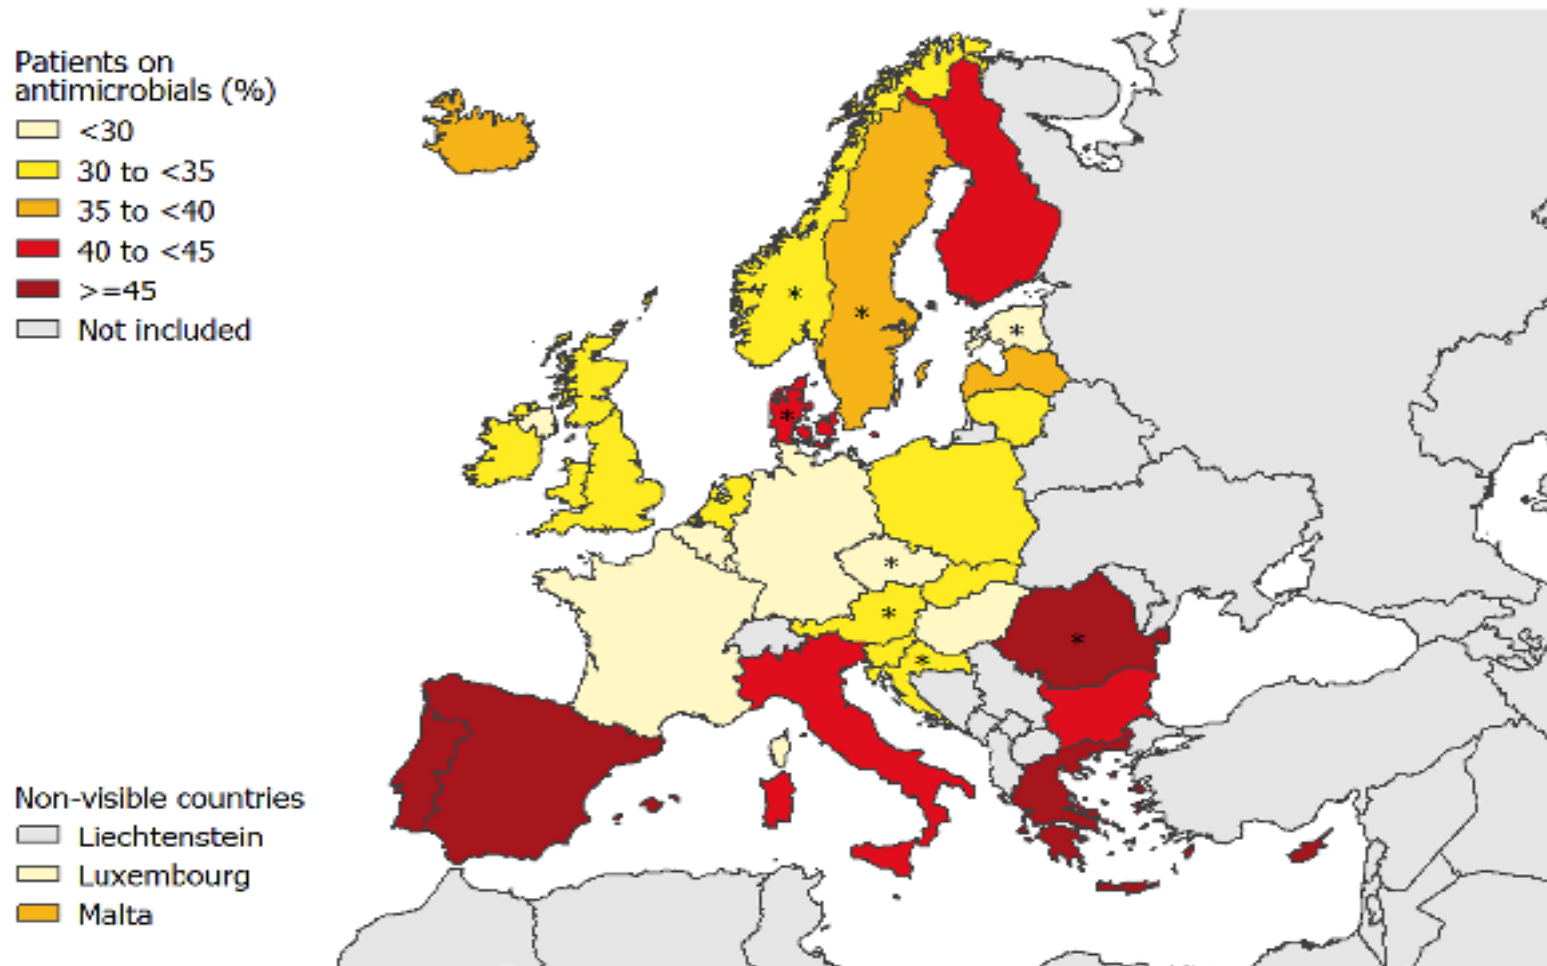 Patients on
antimicrobials (%)
<30
30 to <35
35 to <40
40 to <45
>=45
Not included
*
*
*
*
*
*
*
*
Non-visible countries
Liechtenstein
Luxembourg
Malta